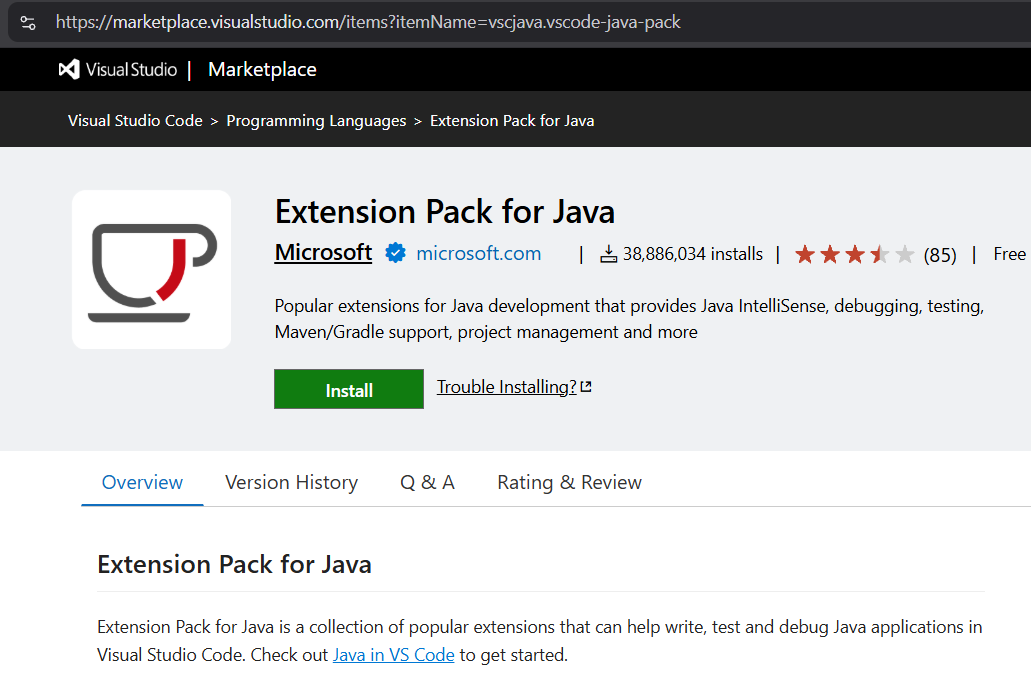 https://marketplace.visualstudio.com/items?itemName=vscjava.vscode-java-pack
Visual Studio | Marketplace
Visual Studio Code > Programming Languages > Extension Pack for Java
Extension Pack for Java
Microsoft microsoft.com | 38,886,034 installs | (85) | Free
Popular extensions for Java development that provides Java IntelliSense, debugging, testing,
Maven/Gradle support, project management and more
Install Trouble Installing?
Overview Version History Q & A Rating & Review
Extension Pack for Java
Extension Pack for Java is a collection of popular extensions that can help write, test and debug Java applications in
Visual Studio Code. Check out Java in VS Code to get started.